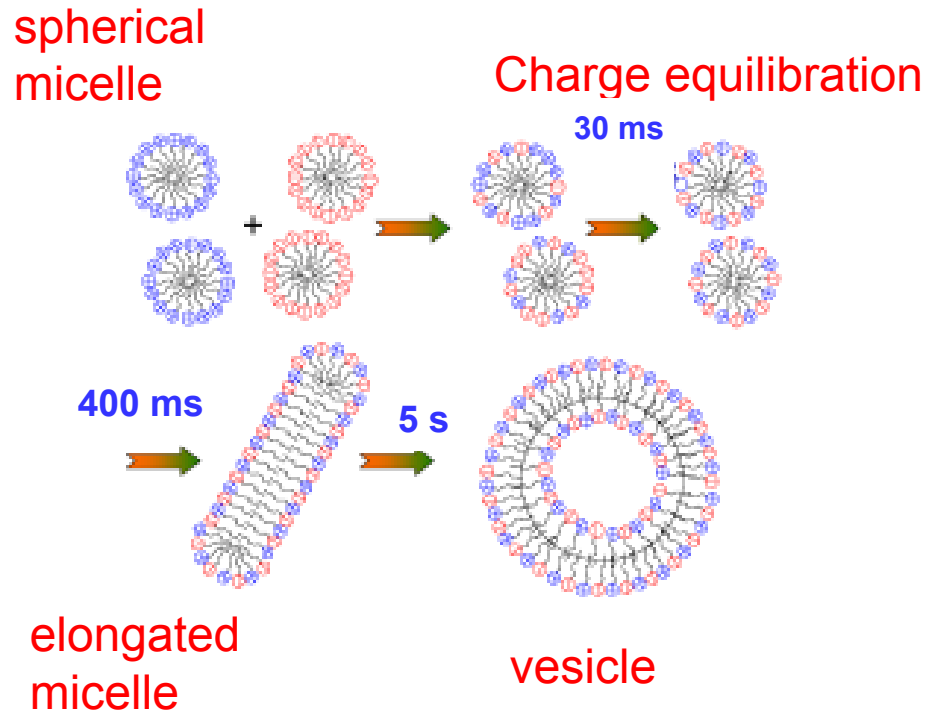 spherical
micelle
Charge equilibration
30 ms
+
400 ms
5 s
elongated
micelle
vesicle